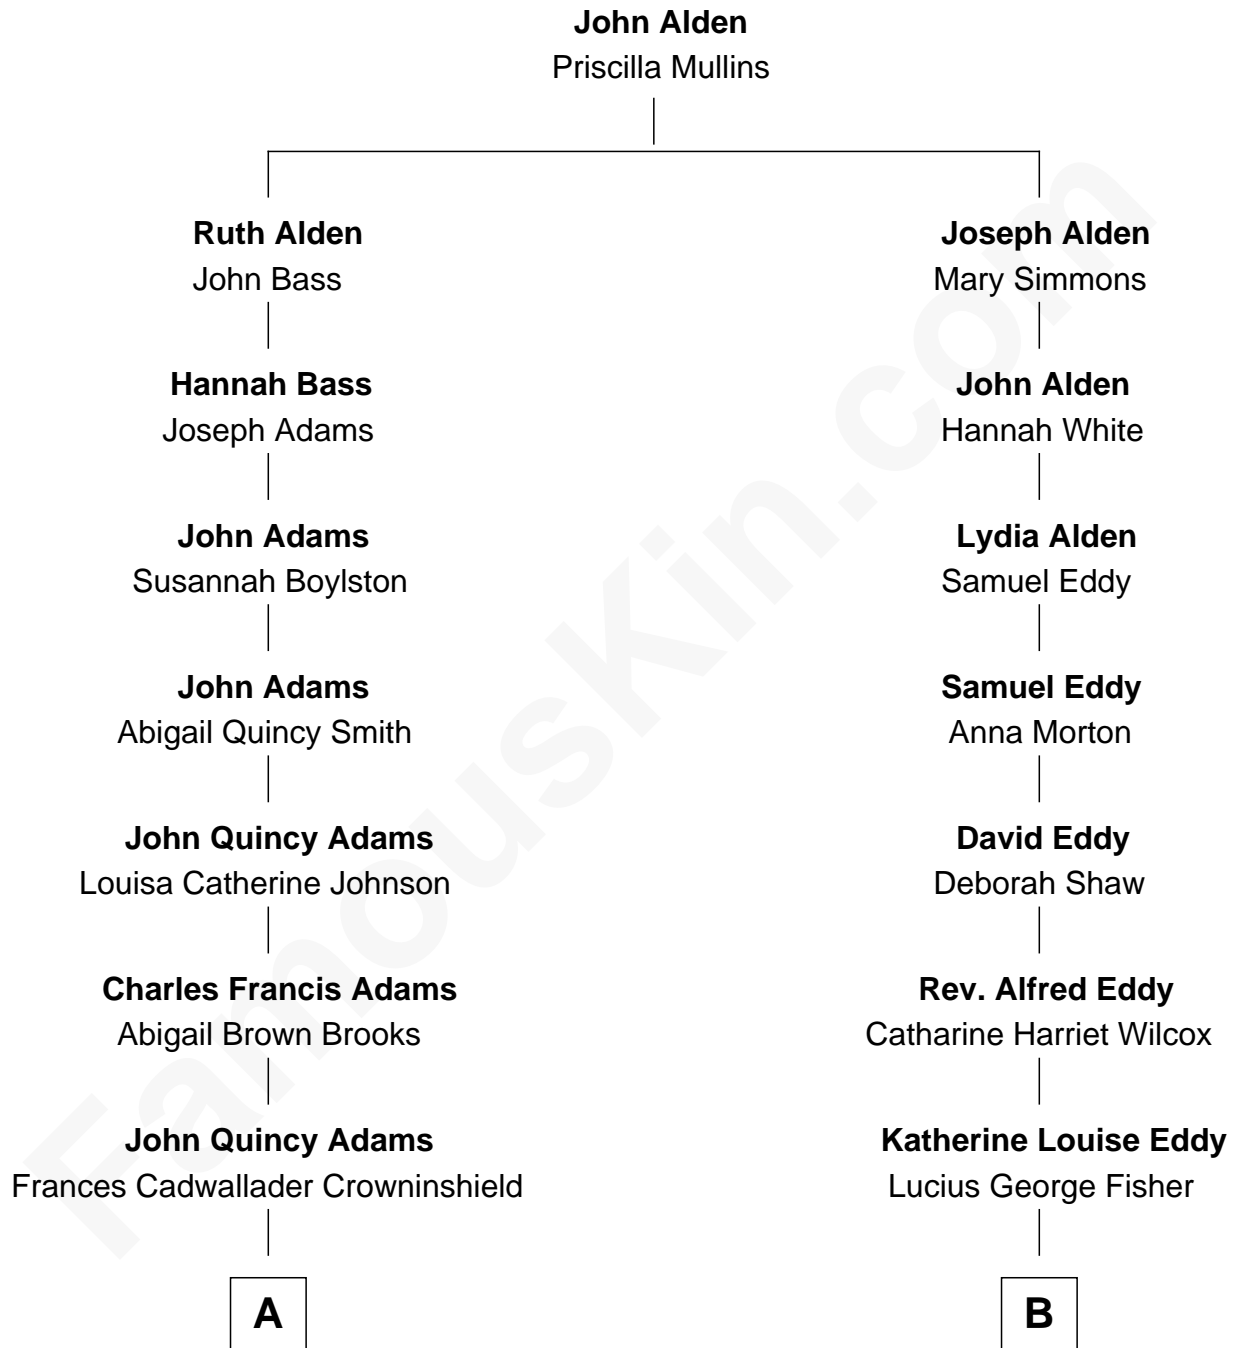 John Alden
Priscilla Mullins
Ruth Alden
John Bass
Joseph Alden
Mary Simmons
Hannah Bass
Joseph Adams
John Alden
Hannah White
John Adams
Susannah Boylston
Lydia Alden
Samuel Eddy
John Adams
Abigail Quincy Smith
Samuel Eddy
Anna Morton
John Quincy Adams
Louisa Catherine Johnson
David Eddy
Deborah Shaw
Charles Francis Adams
Abigail Brown Brooks
Rev. Alfred Eddy
Catharine Harriet Wilcox
John Quincy Adams
Frances Cadwallader Crowninshield
Katherine Louise Eddy
Lucius George Fisher
A
B
FamousKin.com